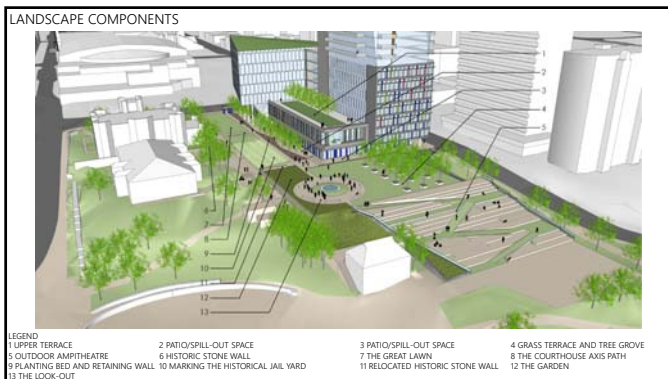 LANDSCAPE COMPONENTS
1
2
3
4
5
6
7
8
9
10
11
12
13
LEGEND
1 UPPER TERRACE 2 PATIO/SPILL-OUT SPACE 3 PATIO/SPILL-OUT SPACE 4 GRASS TERRACE AND TREE GROVE
5 OUTDOOR AMPITHEATRE 6 HISTORIC STONE WALL 7 THE GREAT LAWN 8 THE COURTHOUSE AXIS PATH
9 PLANTING BED AND RETAINING WALL 10 MARKING THE HISTORICAL JAIL YARD 11 RELOCATED HISTORIC STONE WALL 12 THE GARDEN
13 THE LOOK-OUT